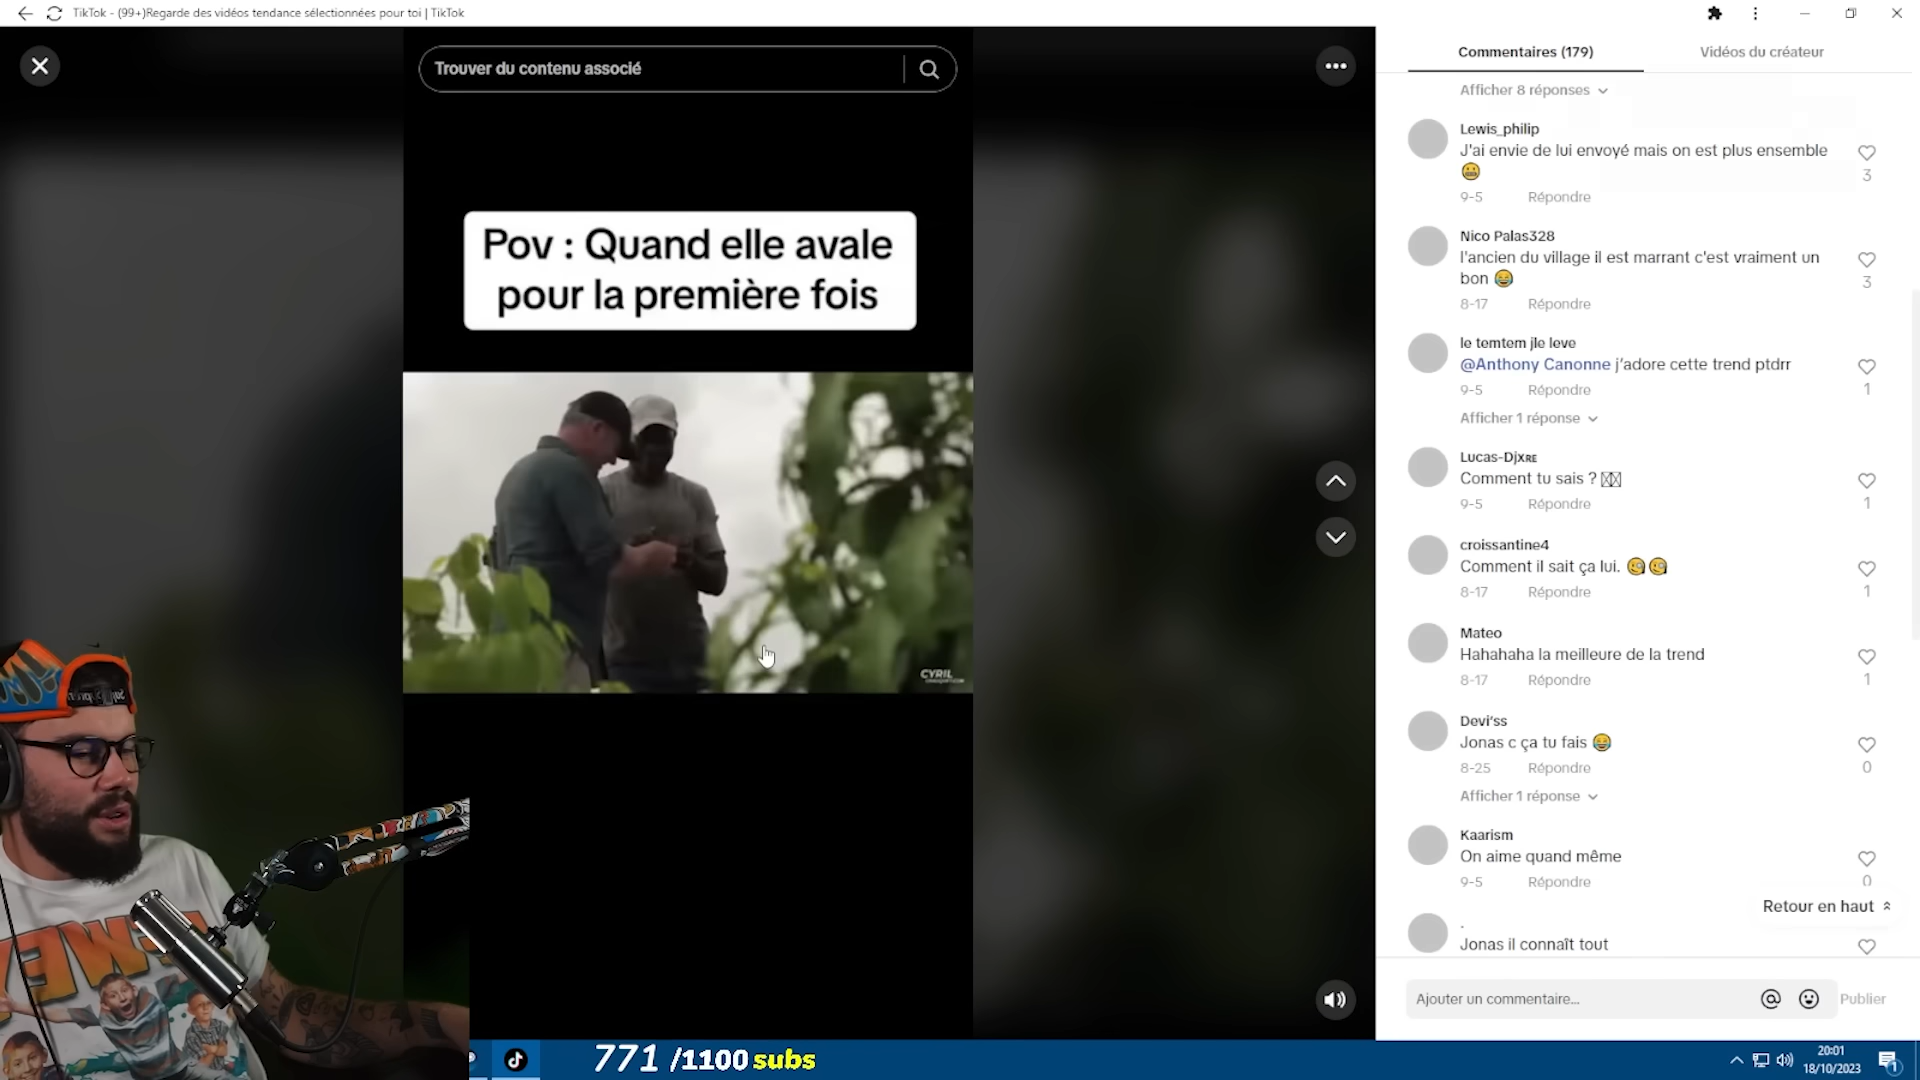 TikTok - (99+)Regarde des vidéos tendance sélectionnées pour toi | TikTok
Trouver du contenu associé
Pov : Quand elle avale
pour la première fois
CYRIL
Commentaires (179)
Vidéos du créateur
Afficher 8 réponses
Lewis_philip
J'ai envie de lui envoyé mais on est plus ensemble
😬
3
9-5 Répondre
Nico Palas328
l'ancien du village il est marrant c'est vraiment un
bon 😂
3
8-17 Répondre
le temtem jle leve
@Anthony Canonne j'adore cette trend ptdrr
9-5 Répondre
1
Afficher 1 réponse
Lucas-Djxʀᴇ
Comment tu sais ?
9-5 Répondre
1
croissantine4
Comment il sait ça lui. 🧐🧐
8-17 Répondre
1
Mateo
Hahahaha la meilleure de la trend
8-17 Répondre
1
Devi'ss
Jonas c ça tu fais 😂
8-25 Répondre
0
Afficher 1 réponse
Kaarism
On aime quand même
9-5 Répondre
0
Retour en haut
.
Jonas il connaît tout
Ajouter un commentaire...
Publier
771 /1100 subs
20:01
18/10/2023
1